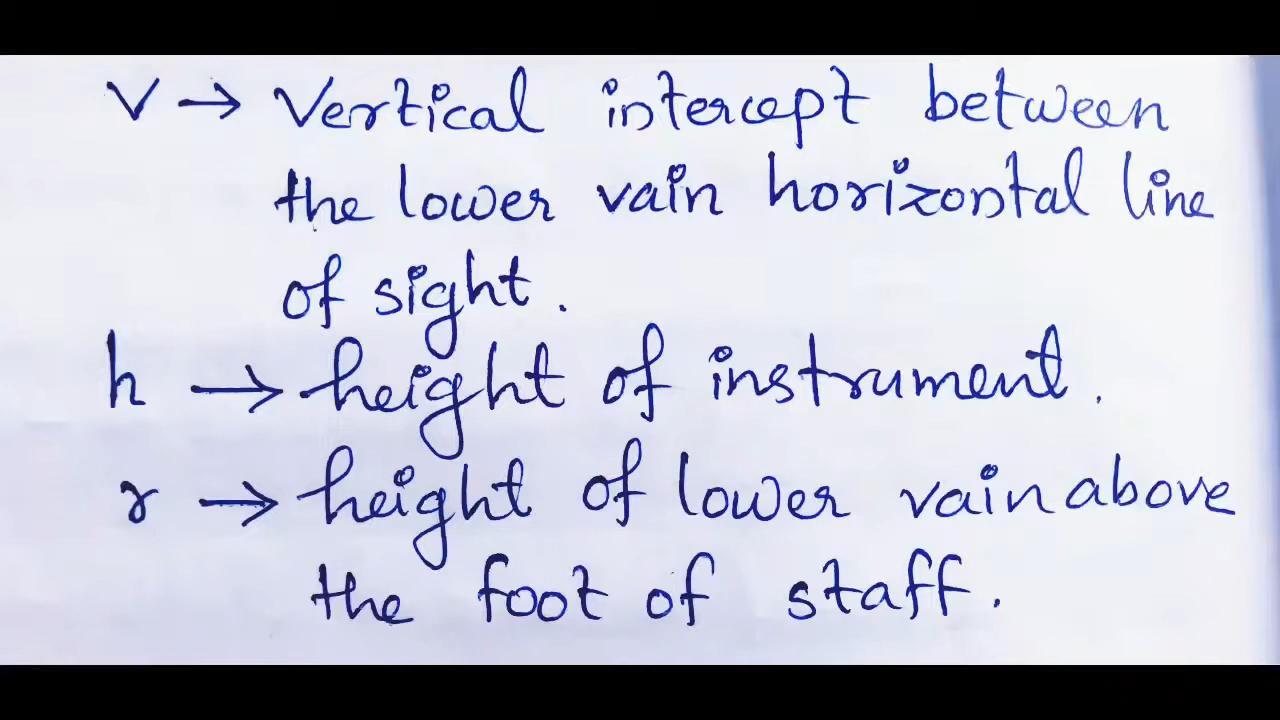 V → Vertical intercept between
the lower vain horizontal line
of sight.
h → height of instrument.
r → height of lower vain above
the foot of staff.